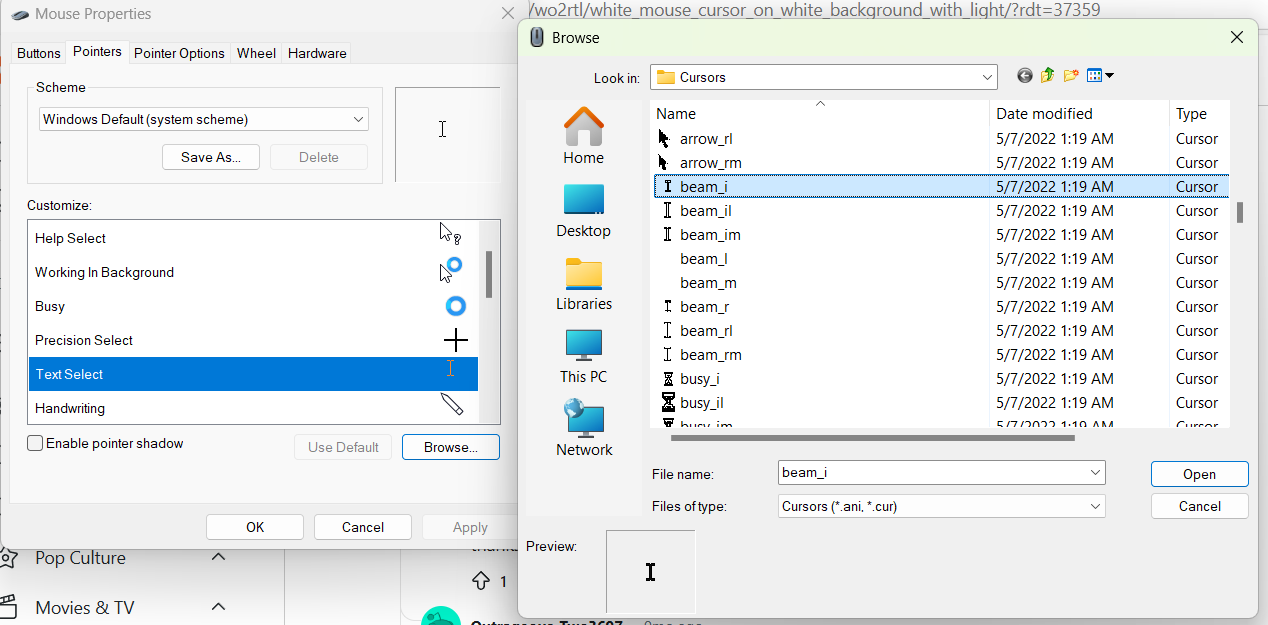 Mouse Properties
/wo2rtl/white_mouse_cursor_on_white_background_with_light/?rdt=37359
Buttons Pointers Pointer Options Wheel Hardware
Scheme
Windows Default (system scheme)
Save As... Delete
Customize:
Help Select
Working In Background
Busy
Precision Select
Text Select
Handwriting
Enable pointer shadow
Use Default Browse...
OK Cancel Apply
Pop Culture
Movies & TV
1
Browse
Look in: Cursors
Home
Desktop
Libraries
This PC
Network
Name Date modified Type
arrow_rl 5/7/2022 1:19 AM Cursor
arrow_rm 5/7/2022 1:19 AM Cursor
beam_i 5/7/2022 1:19 AM Cursor
beam_il 5/7/2022 1:19 AM Cursor
beam_im 5/7/2022 1:19 AM Cursor
beam_l 5/7/2022 1:19 AM Cursor
beam_m 5/7/2022 1:19 AM Cursor
beam_r 5/7/2022 1:19 AM Cursor
beam_rl 5/7/2022 1:19 AM Cursor
beam_rm 5/7/2022 1:19 AM Cursor
busy_i 5/7/2022 1:19 AM Cursor
busy_il 5/7/2022 1:19 AM Cursor
busy_im 5/7/2022 1:19 AM Cursor
File name: beam_i Open
Files of type: Cursors (*.ani, *.cur) Cancel
Preview: